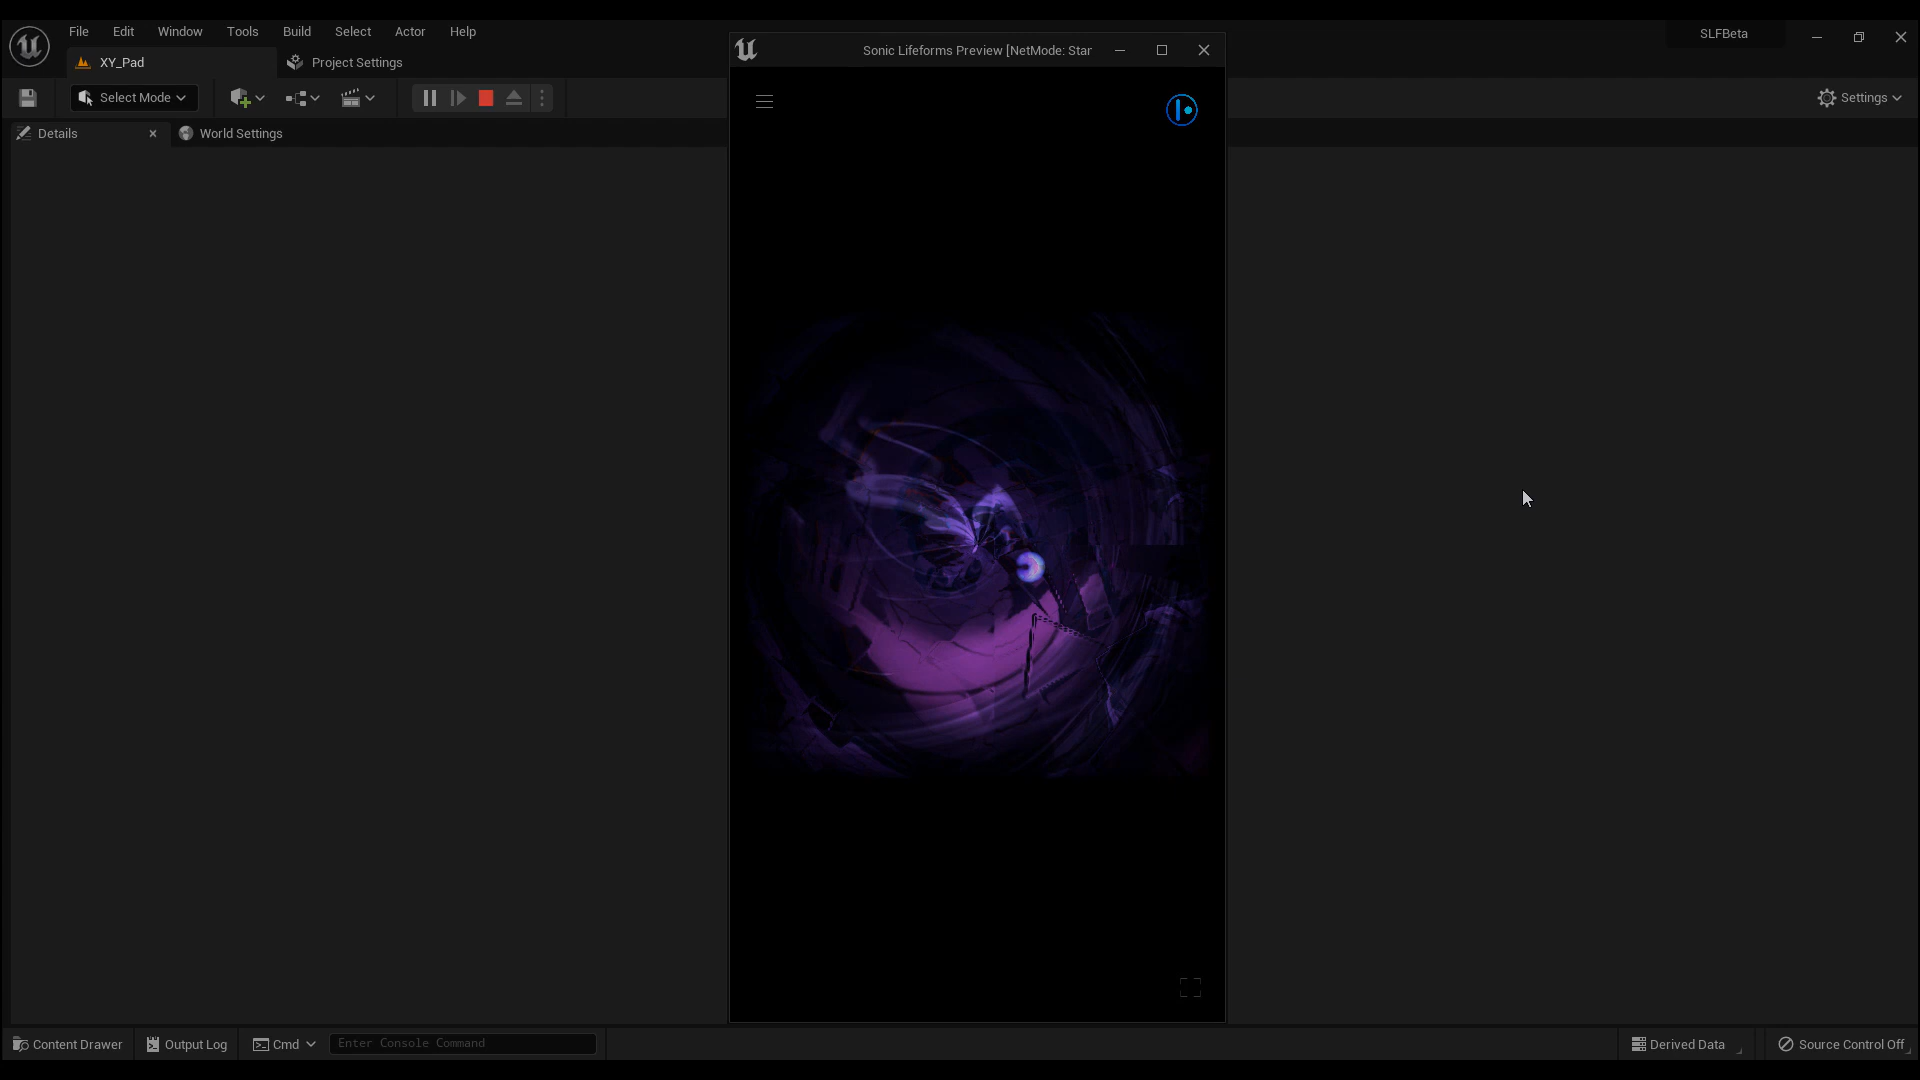 File Edit Window Tools Build Select Actor Help
SLFBeta
Sonic Lifeforms Preview [NetMode: Stan
XY_Pad
Project Settings
Select Mode
Settings
Details
World Settings
Content Drawer
Output Log
Cmd
Enter Console Command
Derived Data
Source Control Off